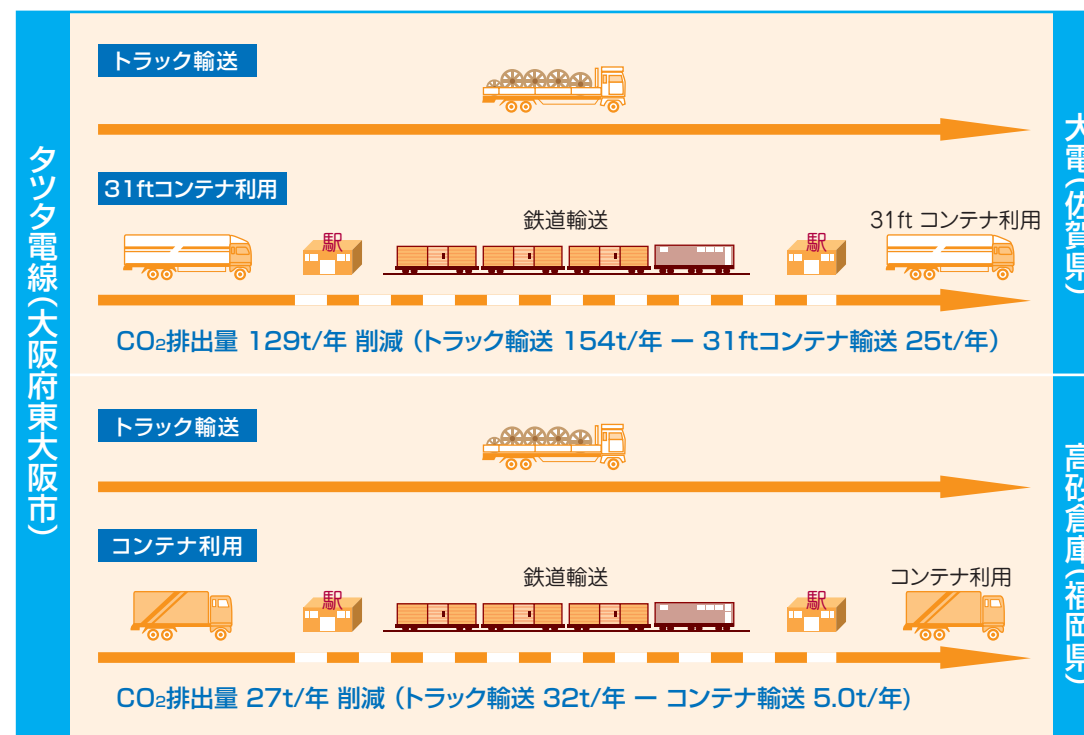 タツタ電線(大阪府東大阪市)
トラック輸送
31ftコンテナ利用
鉄道輸送
31ft コンテナ利用
駅
駅
CO₂排出量 129t/年 削減 (トラック輸送 154t/年 ー 31ftコンテナ輸送 25t/年)
大電(佐賀県)
トラック輸送
コンテナ利用
鉄道輸送
コンテナ利用
駅
駅
CO₂排出量 27t/年 削減 (トラック輸送 32t/年 ー コンテナ輸送 5.0t/年)
高砂倉庫(福岡県)